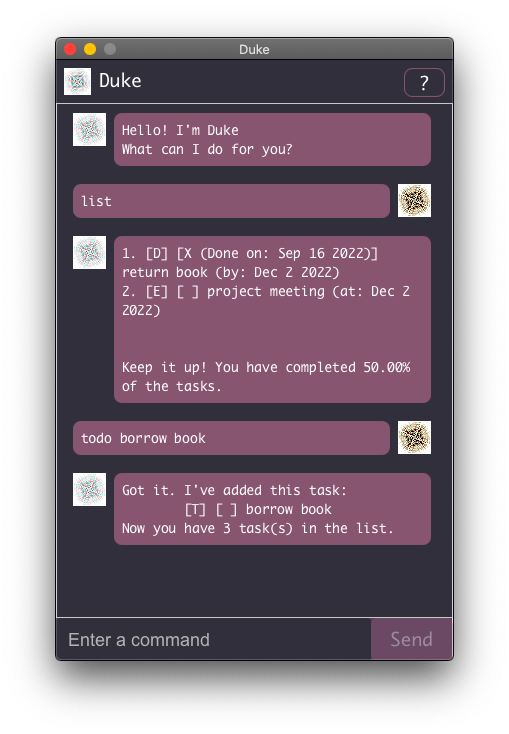 Duke
Duke
?
Hello! I'm Duke
What can I do for you?
list
1. [D] [X (Done on: Sep 16 2022)]
return book (by: Dec 2 2022)
2. [E] [ ] project meeting (at: Dec 2
2022)
Keep it up! You have completed 50.00%
of the tasks.
todo borrow book
Got it. I've added this task:
[T] [ ] borrow book
Now you have 3 task(s) in the list.
Enter a command
Send